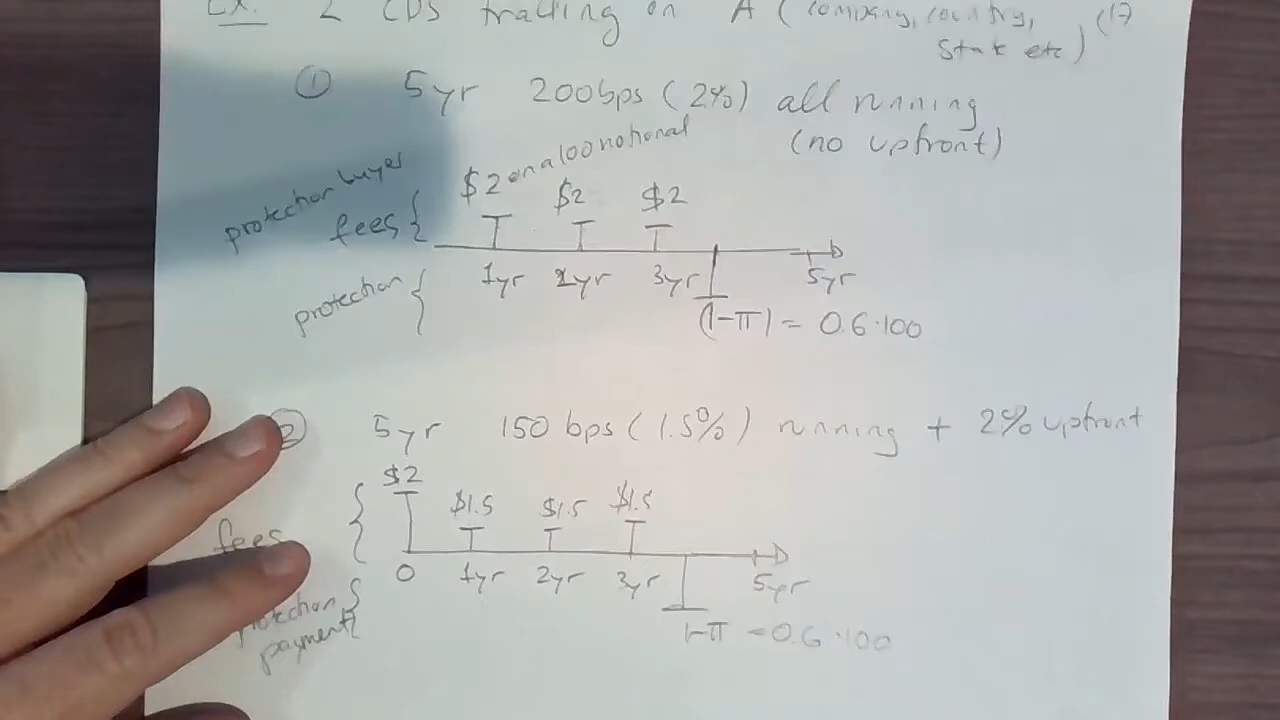 Ex. 2 CDS trading on A (company, country,
State etc)
(17
① 5yr 200bps (2%) all running
(no upfront)
protection buyer
$2 on a 100 notional
fees { $2 $2
1yr 2yr 3yr 5yr
protection {
(1-π) = 0.6·100
② 5yr 150 bps (1.5%) running + 2% upfront
$2
$1.5 $1.5 $1.5
fees {
0 1yr 2yr 3yr 5yr
protection
payment }
1-π = 0.6·100